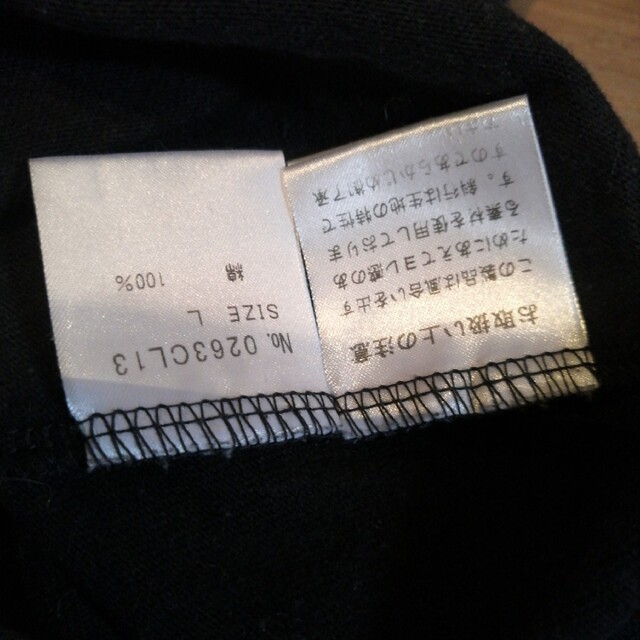 No. 0263CL13
SIZE L
綿 100%
お取扱い上の注意
この製品は風合いを出す
ためにあえてヨレ感のあ
る素材を使用しておりま
す。斜行は生地の特性で
すのであらかじめ御了承